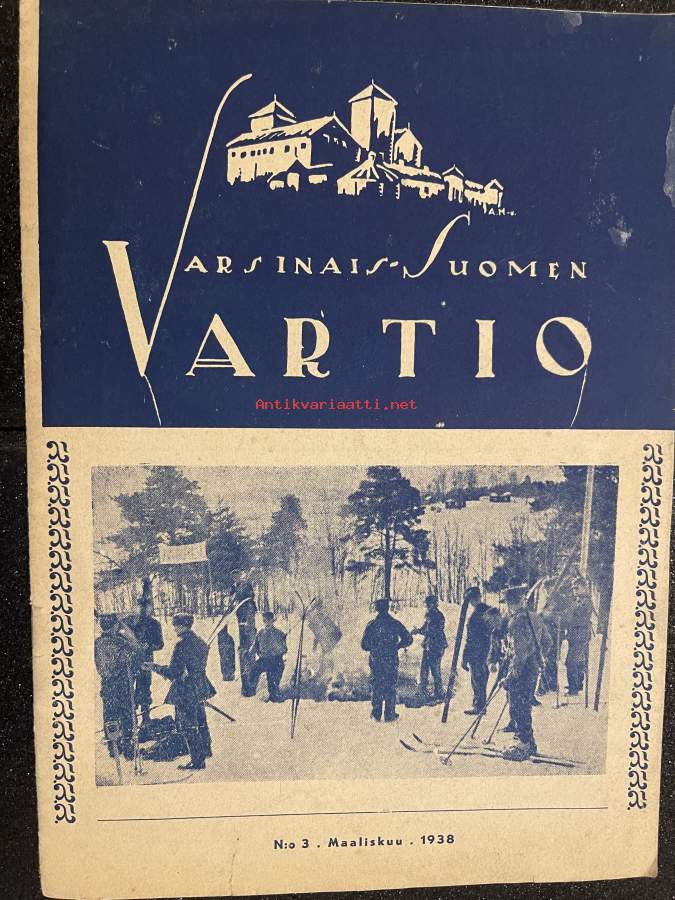 A.H-s.
VARSINAIS-SUOMEN
VARTIO
Antikvariaatti.net
N:o 3 . Maaliskuu . 1938